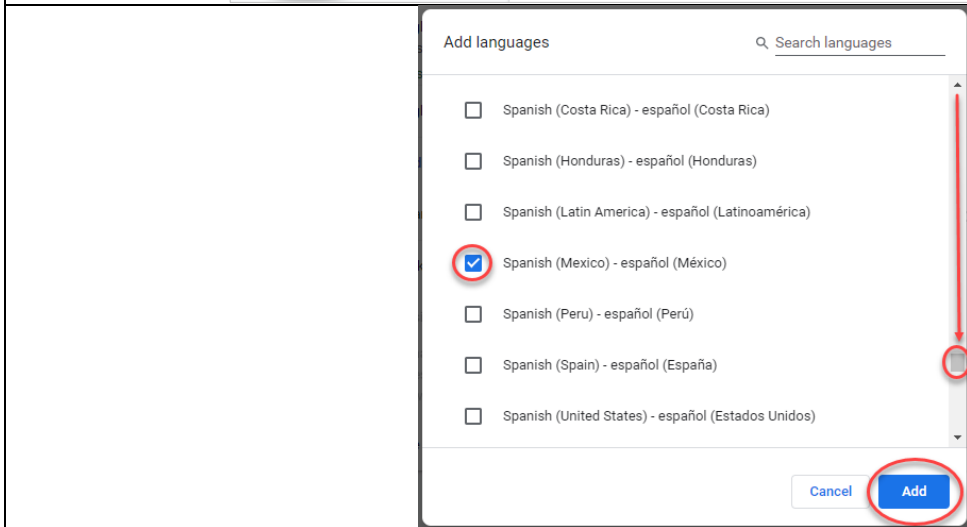 Add languages
Search languages
Spanish (Costa Rica) - español (Costa Rica)
Spanish (Honduras) - español (Honduras)
Spanish (Latin America) - español (Latinoamérica)
Spanish (Mexico) - español (México)
Spanish (Peru) - español (Perú)
Spanish (Spain) - español (España)
Spanish (United States) - español (Estados Unidos)
Cancel
Add